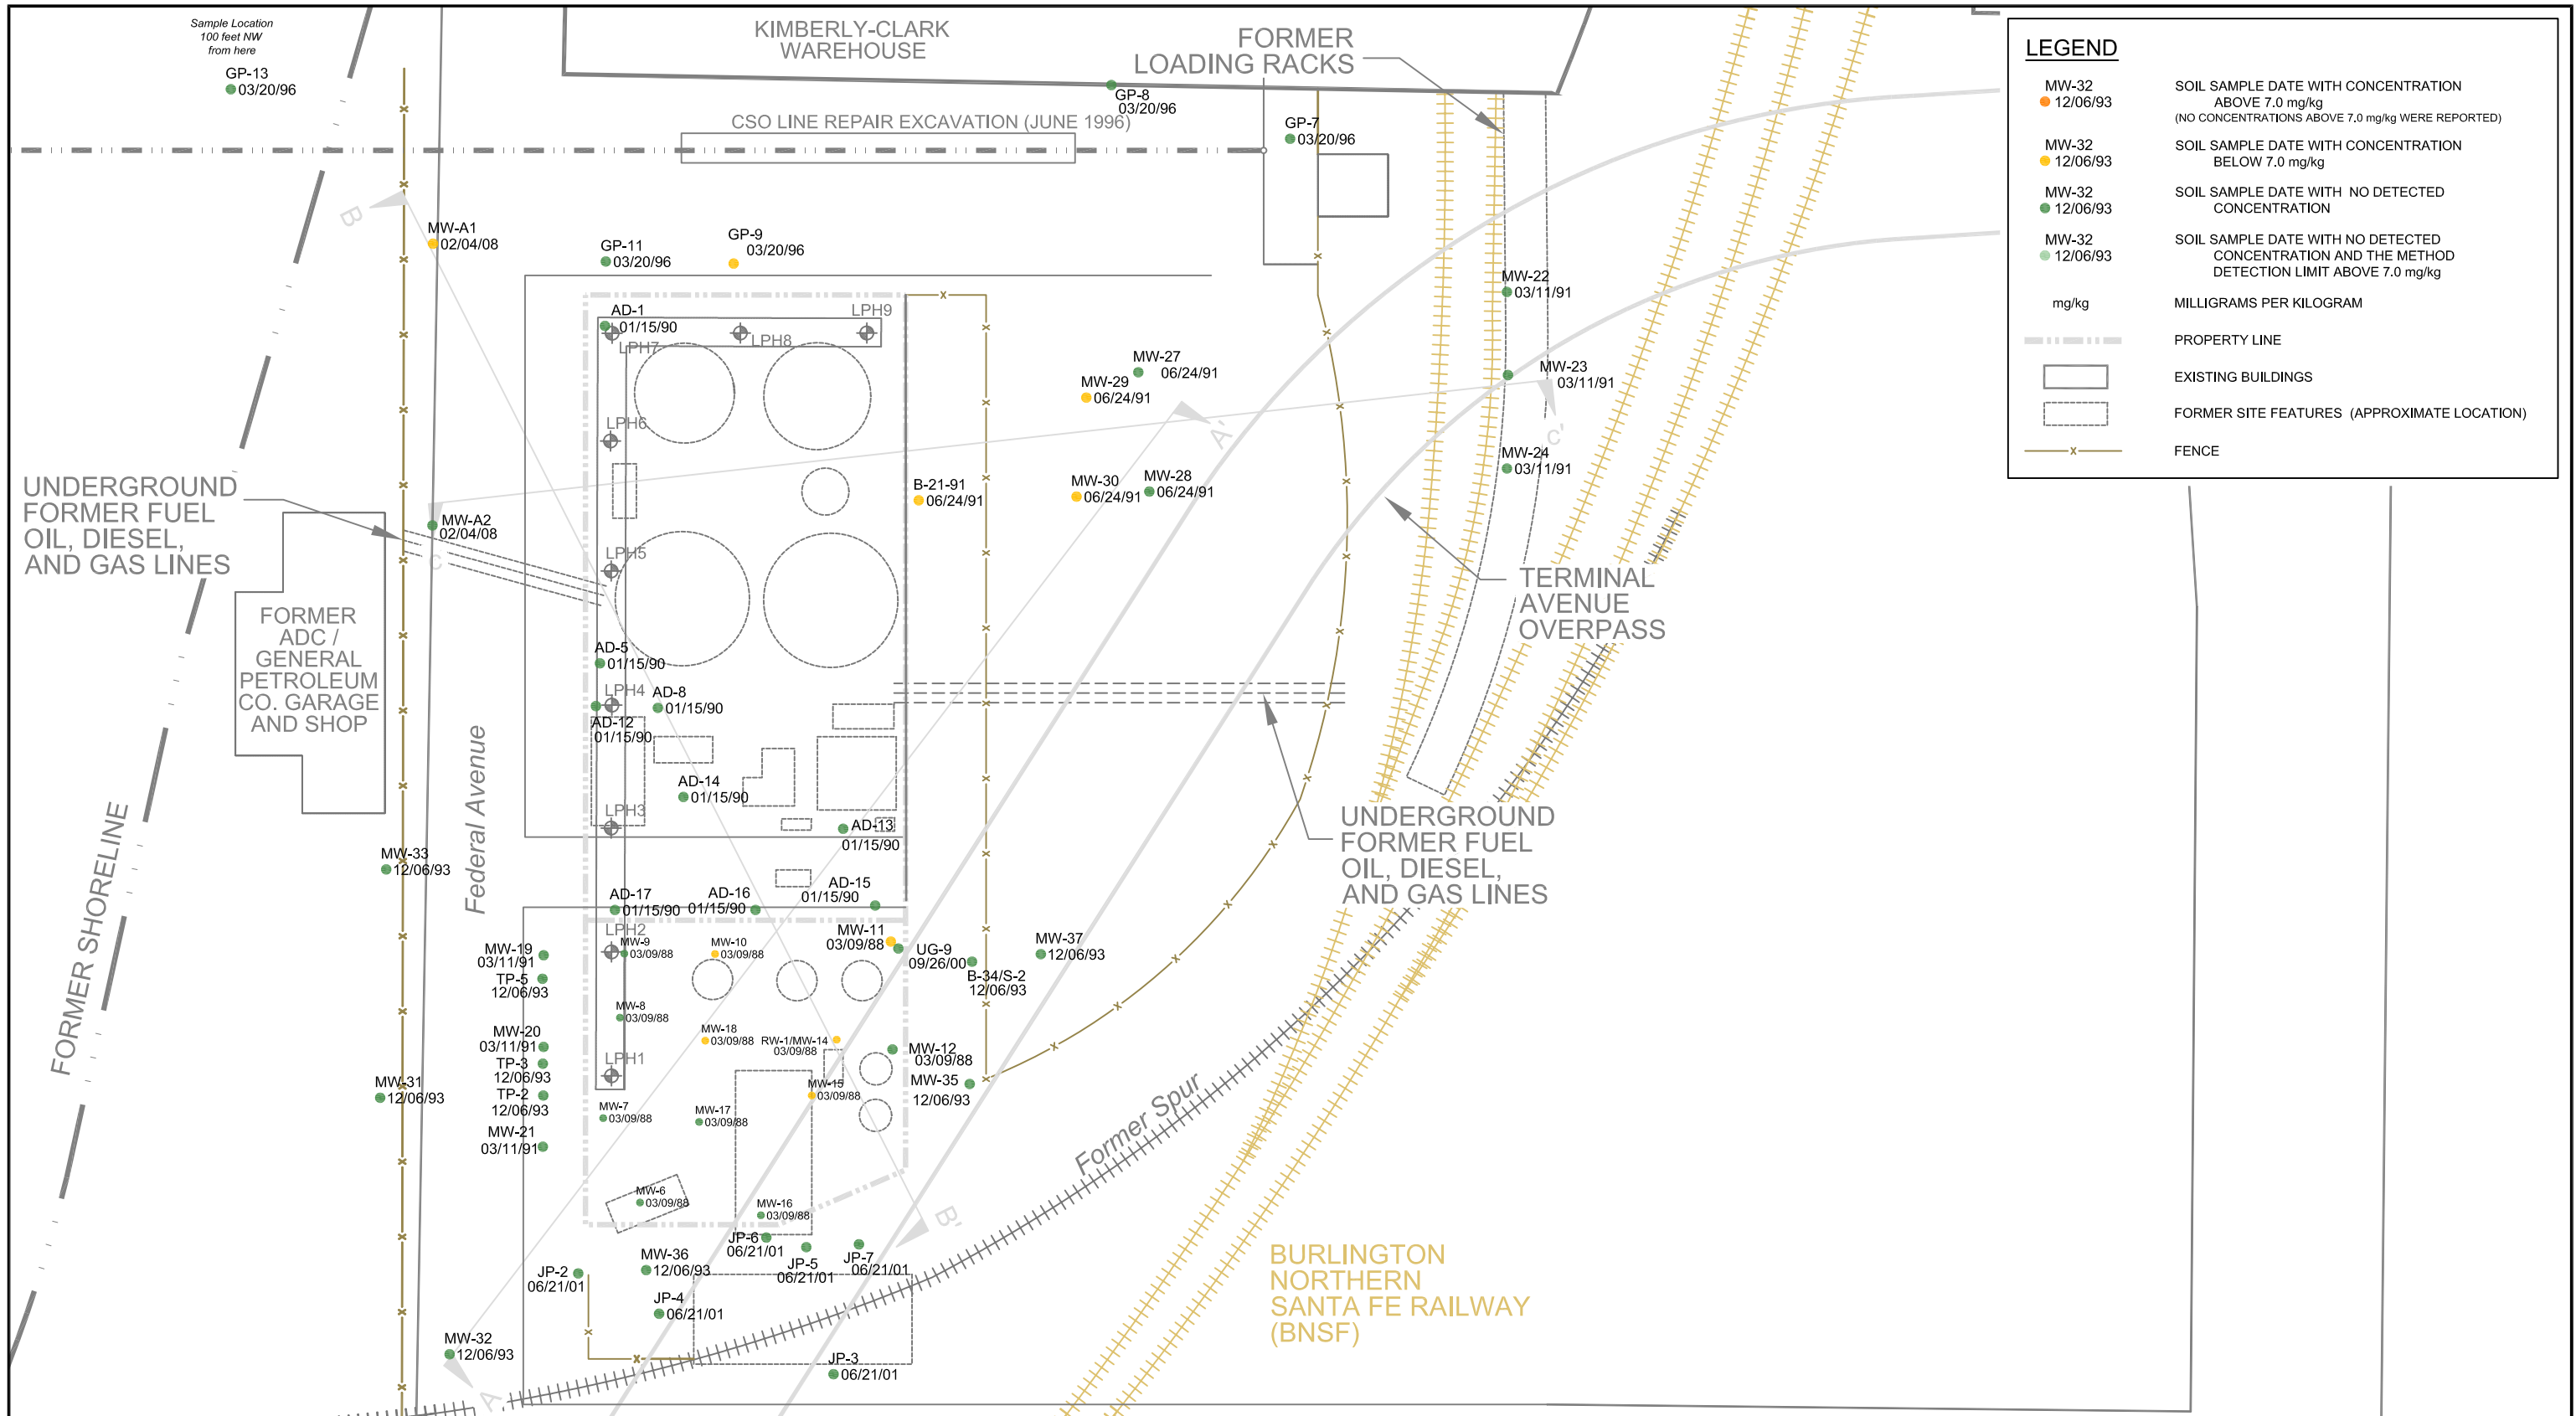 Sample Location
100 feet NW
from here
GP-13
03/20/96
KIMBERLY-CLARK
WAREHOUSE
FORMER
LOADING RACKS
GP-8
03/20/96
CSO LINE REPAIR EXCAVATION (JUNE 1996)
GP-7
03/20/96
LEGEND
MW-32
12/06/93
SOIL SAMPLE DATE WITH CONCENTRATION
ABOVE 7.0 mg/kg
(NO CONCENTRATIONS ABOVE 7.0 mg/kg WERE REPORTED)
MW-32
12/06/93
SOIL SAMPLE DATE WITH CONCENTRATION
BELOW 7.0 mg/kg
MW-32
12/06/93
SOIL SAMPLE DATE WITH NO DETECTED
CONCENTRATION
MW-32
12/06/93
SOIL SAMPLE DATE WITH NO DETECTED
CONCENTRATION AND THE METHOD
DETECTION LIMIT ABOVE 7.0 mg/kg
mg/kg
MILLIGRAMS PER KILOGRAM
PROPERTY LINE
EXISTING BUILDINGS
FORMER SITE FEATURES (APPROXIMATE LOCATION)
FENCE
B
MW-A1
02/04/08
GP-11
03/20/96
GP-9
03/20/96
MW-22
03/11/91
AD-1
01/15/90
LPH7
LPH8
LPH9
MW-27
06/24/91
MW-29
06/24/91
MW-23
03/11/91
A'
C'
LPH6
MW-24
03/11/91
UNDERGROUND
FORMER FUEL
OIL, DIESEL,
AND GAS LINES
MW-A2
02/04/08
C
B-21-91
06/24/91
MW-30
06/24/91
MW-28
06/24/91
LPH5
TERMINAL
AVENUE
OVERPASS
FORMER
ADC /
GENERAL
PETROLEUM
CO. GARAGE
AND SHOP
AD-5
01/15/90
LPH4
AD-8
01/15/90
AD-12
01/15/90
Federal Avenue
AD-14
01/15/90
LPH3
AD-13
01/15/90
UNDERGROUND
FORMER FUEL
OIL, DIESEL,
AND GAS LINES
FORMER SHORELINE
MW-33
12/06/93
AD-17
01/15/90
AD-16
01/15/90
AD-15
01/15/90
LPH2
MW-9
03/09/88
MW-10
03/09/88
MW-11
03/09/88
UG-9
09/26/00
MW-37
12/06/93
B-34/S-2
12/06/93
MW-19
03/11/91
TP-5
12/06/93
MW-8
03/09/88
MW-20
03/11/91
TP-3
12/06/93
TP-2
12/06/93
MW-18
03/09/88
RW-1/MW-14
03/09/88
MW-12
03/09/88
LPH1
MW-35
12/06/93
MW-15
03/09/88
MW-31
12/06/93
MW-7
03/09/88
MW-17
03/09/88
MW-21
03/11/91
Former Spur
MW-6
03/09/88
MW-16
03/09/88
B'
JP-6
06/21/01
JP-5
06/21/01
JP-7
06/21/01
MW-36
12/06/93
JP-2
06/21/01
JP-4
06/21/01
BURLINGTON
NORTHERN
SANTA FE RAILWAY
(BNSF)
MW-32
12/06/93
JP-3
06/21/01
A